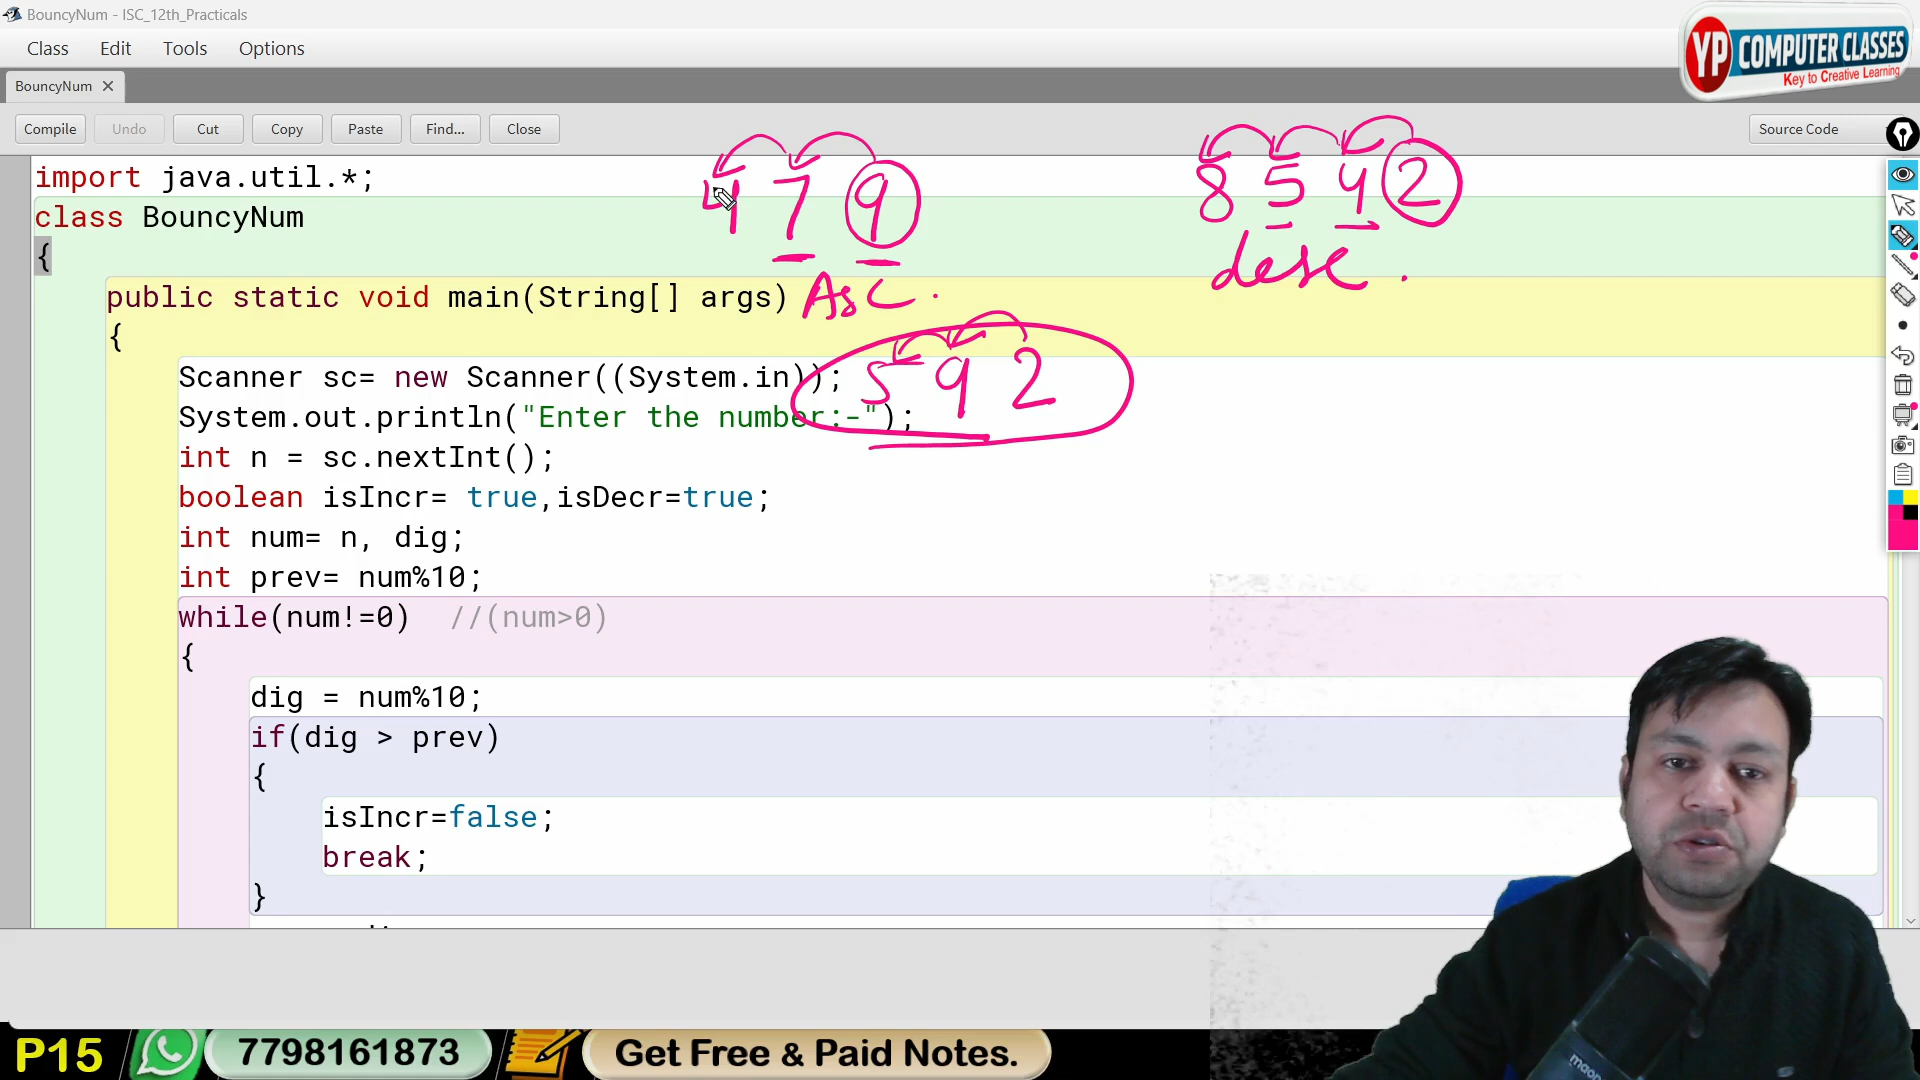 BouncyNum - ISC_12th_Practicals
Class Edit Tools Options
YP COMPUTER CLASSES
Key to Creative Learning
BouncyNum
Compile Undo Cut Copy Paste Find... Close Source Code
import java.util.*;
4 7 9
8 5 4 2
class BouncyNum
{
desc .
public static void main(String[] args)
Asc .
{
Scanner sc= new Scanner((System.in));
5 9 2
System.out.println("Enter the number:-");
int n = sc.nextInt();
boolean isIncr= true,isDecr=true;
int num= n, dig;
int prev= num%10;
while(num!=0) //(num>0)
{
dig = num%10;
if(dig > prev)
{
isIncr=false;
break;
}
P15 7798161873 Get Free & Paid Notes.